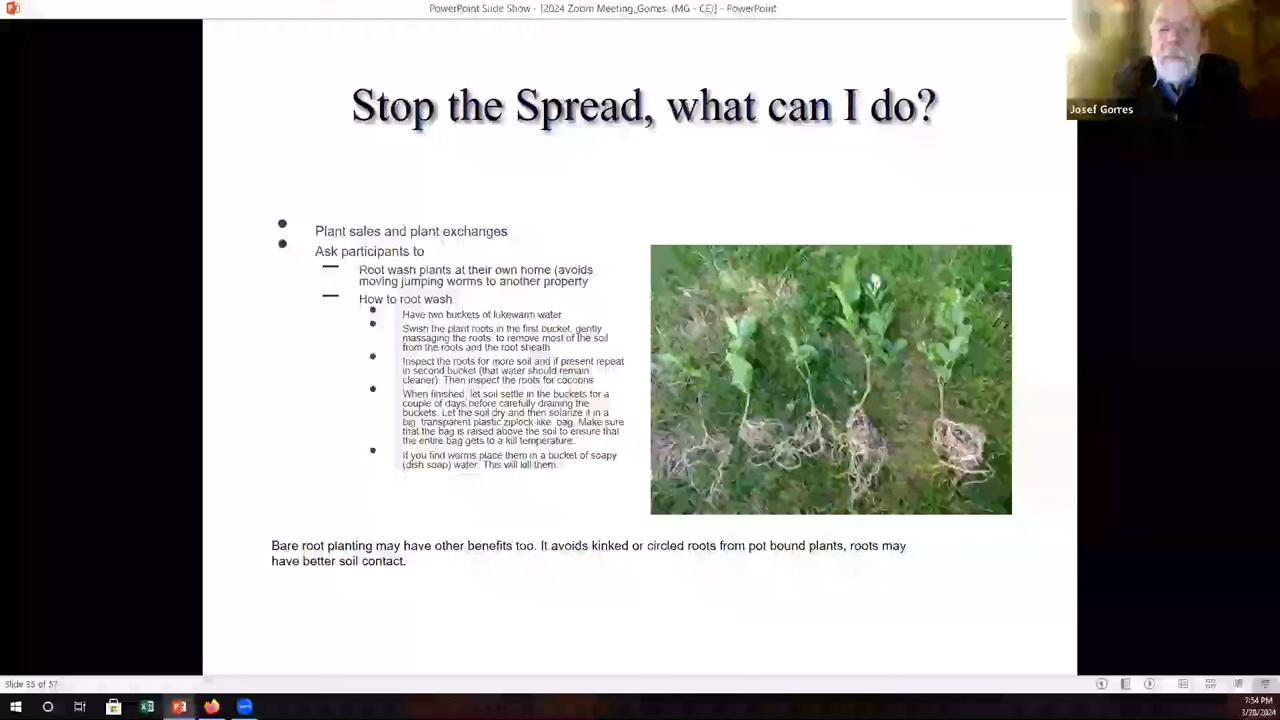 PowerPoint Slide Show - [2024 Zoom Meeting_Gorres (MG - CE)] - PowerPoint
Josef Gorres
Stop the Spread, what can I do?
Plant sales and plant exchanges
Ask participants to
Root wash plants at their own home (avoids
moving jumping worms to another property
How to root wash
Have two buckets of lukewarm water
Swish the plant roots in the first bucket, gently
massaging the roots, to remove most of the soil
from the roots and the root sheath
Inspect the roots for more soil and if present repeat
in second bucket (that water should remain
cleaner). Then inspect the roots for cocoons
When finished, let soil settle in the buckets for a
couple of days before carefully draining the
buckets. Let the soil dry and then solarize it in a
big transparent plastic ziplock-like bag. Make sure
that the bag is raised above the soil to ensure that
the entire bag gets to a kill temperature.
If you find worms place them in a bucket of soapy
(dish soap) water. This will kill them.
Bare root planting may have other benefits too. It avoids kinked or circled roots from pot bound plants, roots may
have better soil contact.
Slide 35 of 57
7:54 PM
3/28/2024